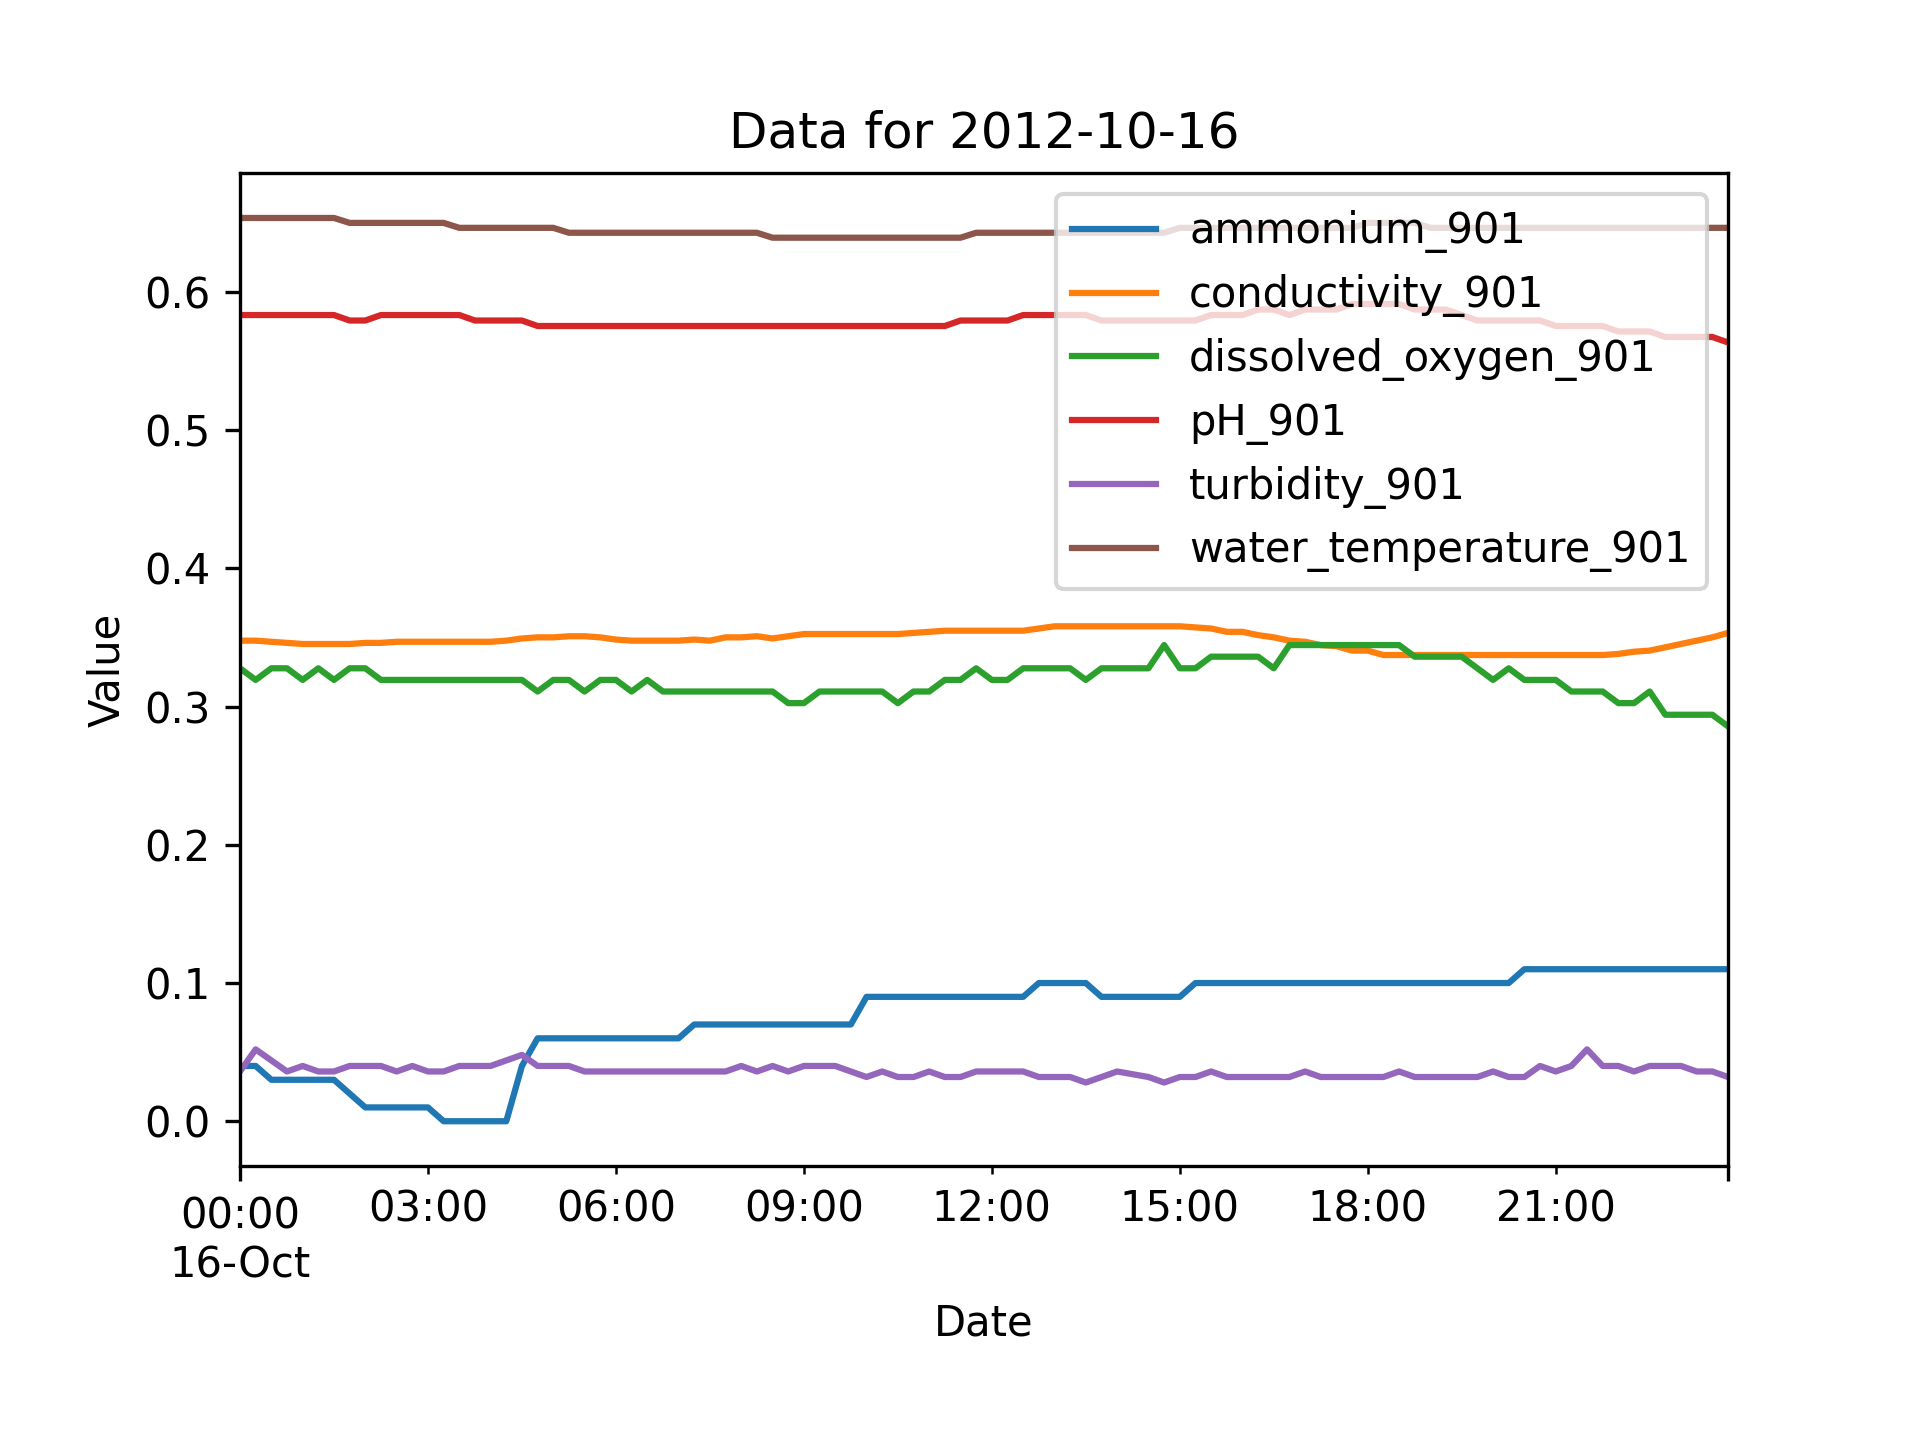 Data for 2012-10-16
ammonium_901
conductivity_901
dissolved_oxygen_901
pH_901
turbidity_901
water_temperature_901
0.6
0.5
0.4
0.3
0.2
0.1
0.0
Value
00:00 03:00 06:00 09:00 12:00 15:00 18:00 21:00
16-Oct
Date